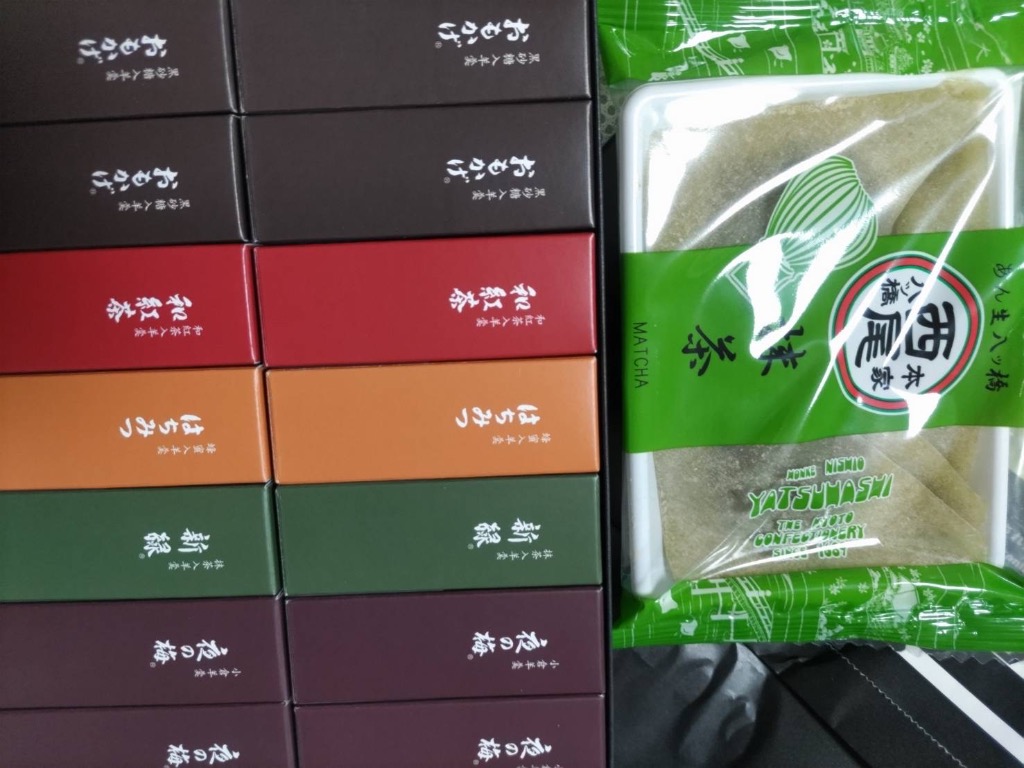 おもかげ
黒砂糖入羊羹
おもかげ
黒砂糖入羊羹
おもかげ
黒砂糖入羊羹
おもかげ
黒砂糖入羊羹
和紅茶
和紅茶入羊羹
和紅茶
和紅茶入羊羹
はちみつ
蜂蜜入羊羹
はちみつ
蜂蜜入羊羹
新緑
抹茶入羊羹
新緑
抹茶入羊羹
夜の梅
小倉羊羹
夜の梅
小倉羊羹
夜の梅
夜の梅
あん生八ッ橋
本家
西尾
八ッ橋
抹茶
MATCHA
HONKE NISHIO
YATSUHASHI
THE KYOTO
CONFECTIONERY
SINCE 1687